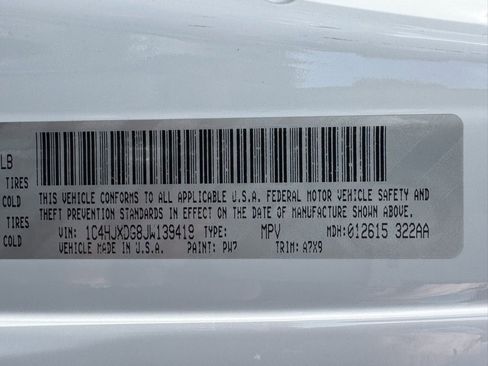 LB
TIRES
COLD
TIRES
COLD
THIS VEHICLE CONFORMS TO ALL APPLICABLE U.S.A. FEDERAL MOTOR VEHICLE SAFETY AND
THEFT PREVENTION STANDARDS IN EFFECT ON THE DATE OF MANUFACTURE SHOWN ABOVE.
VIN: 1C4HJXDG8JW139419 TYPE: MPV MDH:012615 322AA
VEHICLE MADE IN U.S.A. PAINT: PW7 TRIM: A7X9